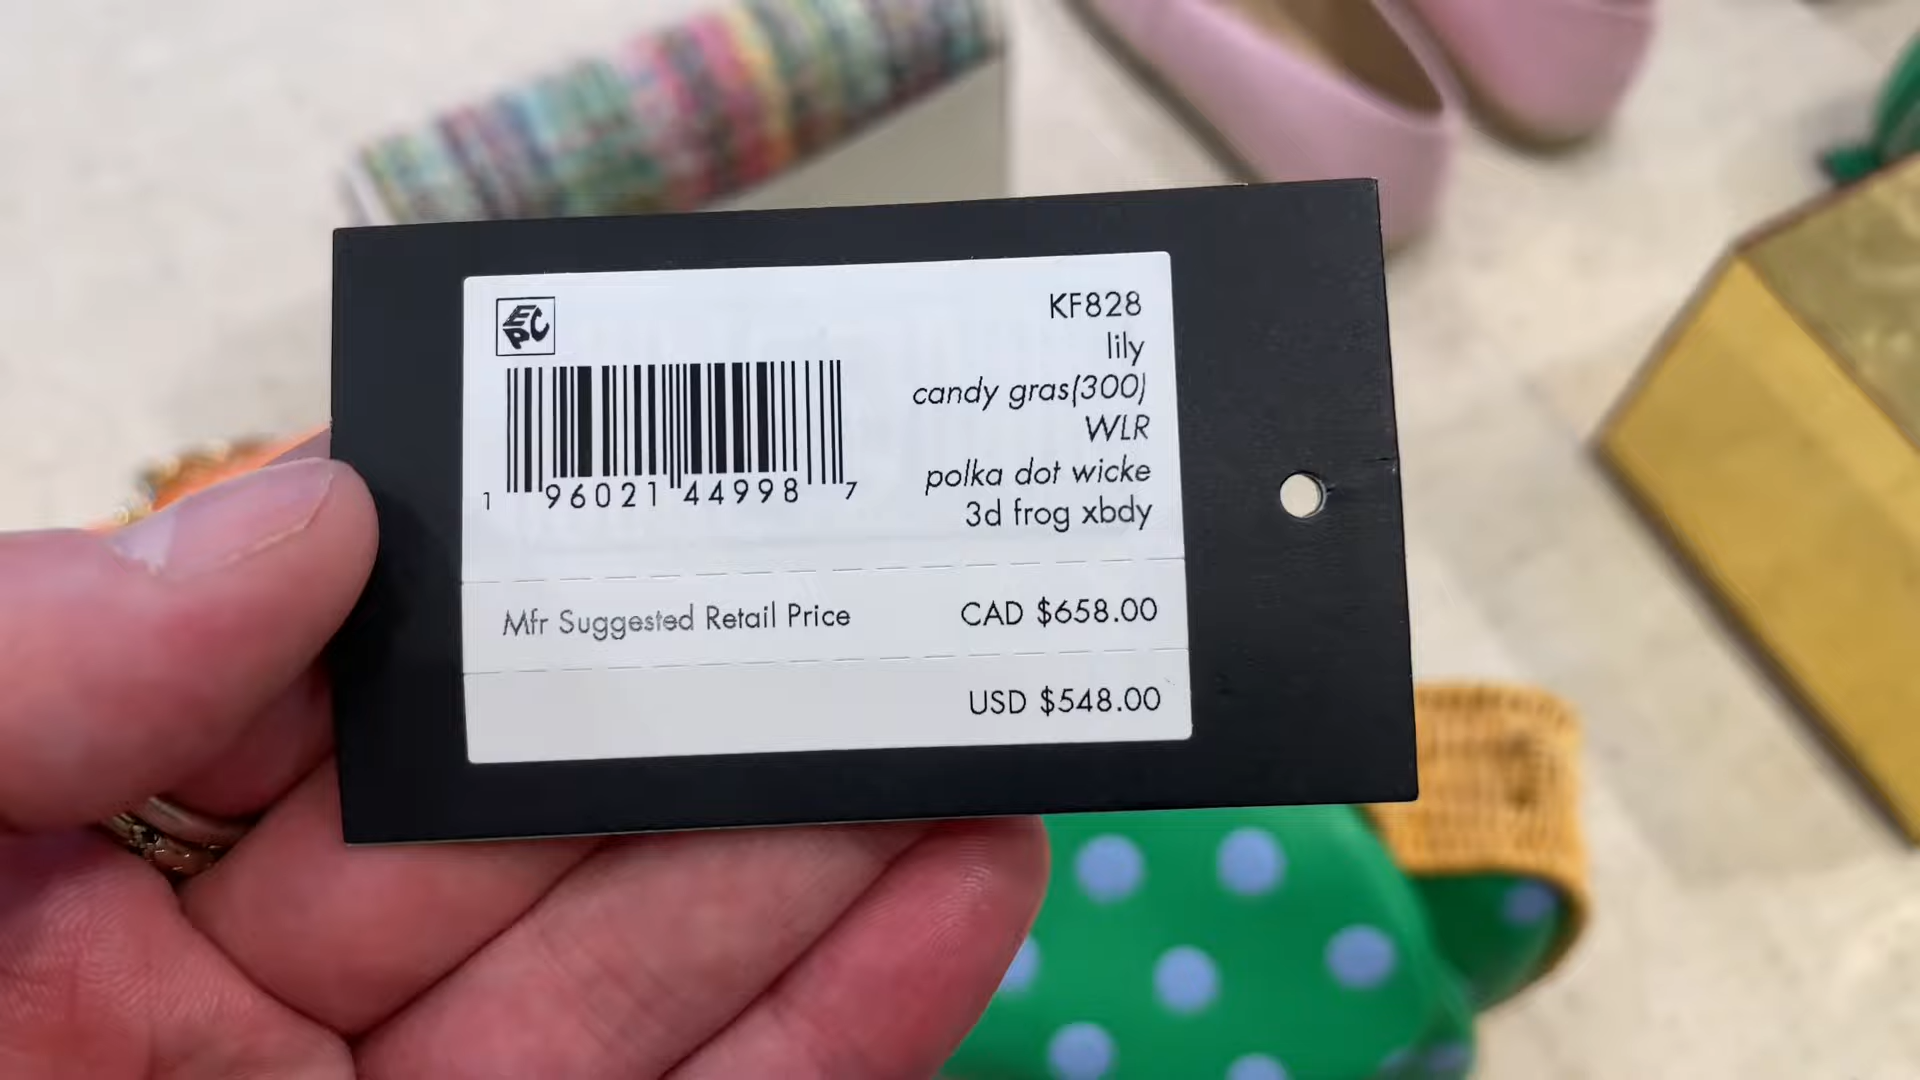 EPC
KF828
lily
candy gras(300)
WLR
polka dot wicke
3d frog xbdy
1 96021 44998 7
Mfr Suggested Retail Price CAD $658.00
USD $548.00